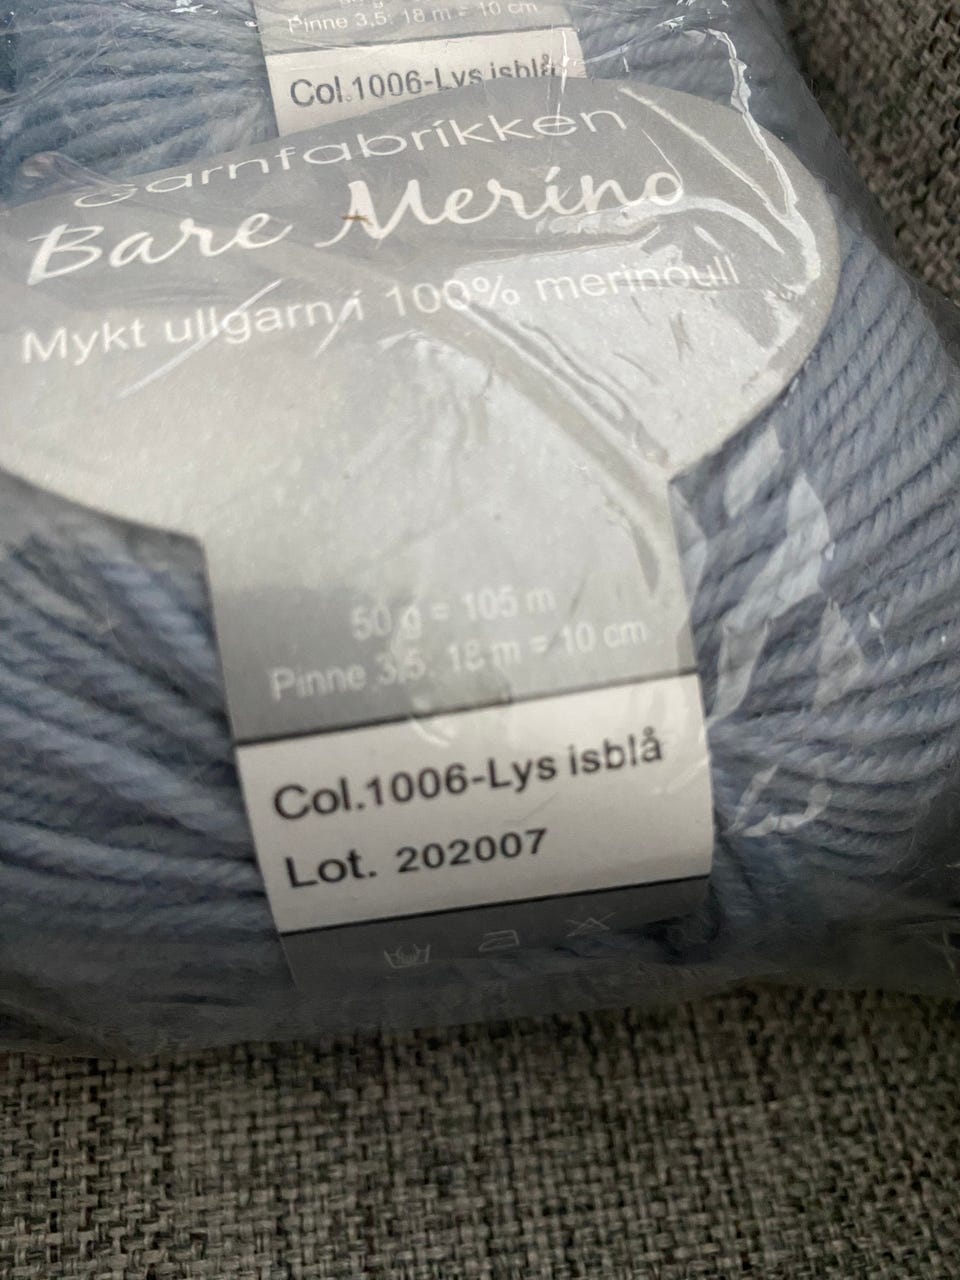 Pinne 3,5: 18 m = 10 cm
Col.1006-Lys isblå
Garnfabrikken
Bare Merino
Mykt ullgarn i 100% merinoull
50 g = 105 m
Pinne 3,5: 18 m = 10 cm
Col.1006-Lys isblå
Lot. 202007